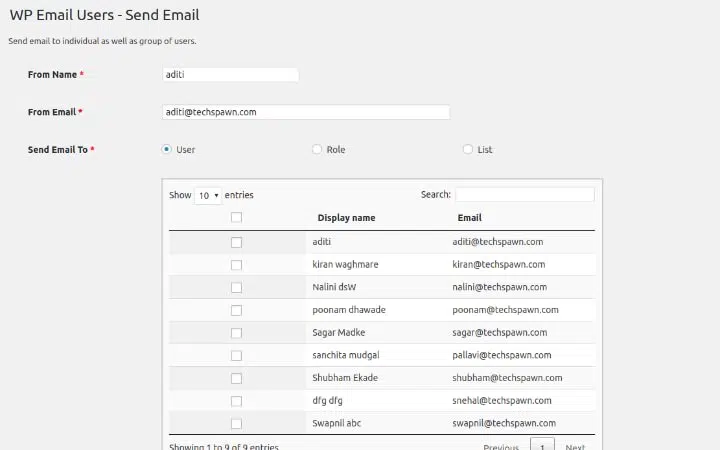 WP Email Users - Send Email
Send email to individual as well as group of users.
From Name * aditi
From Email * aditi@techspawn.com
Send Email To * User Role List
Show 10 entries Search:
Display name Email
aditi aditi@techspawn.com
kiran waghmare kiran@techspawn.com
Nalini dsW nalini@techspawn.com
poonam dhawade poonam@techspawn.com
Sagar Madke sagar@techspawn.com
sanchita mudgal pallavi@techspawn.com
Shubham Ekade shubham@techspawn.com
dfg dfg snehal@techspawn.com
Swapnil abc swapnil@techspawn.com
Showing 1 to 9 of 9 entries Previous 1 Next